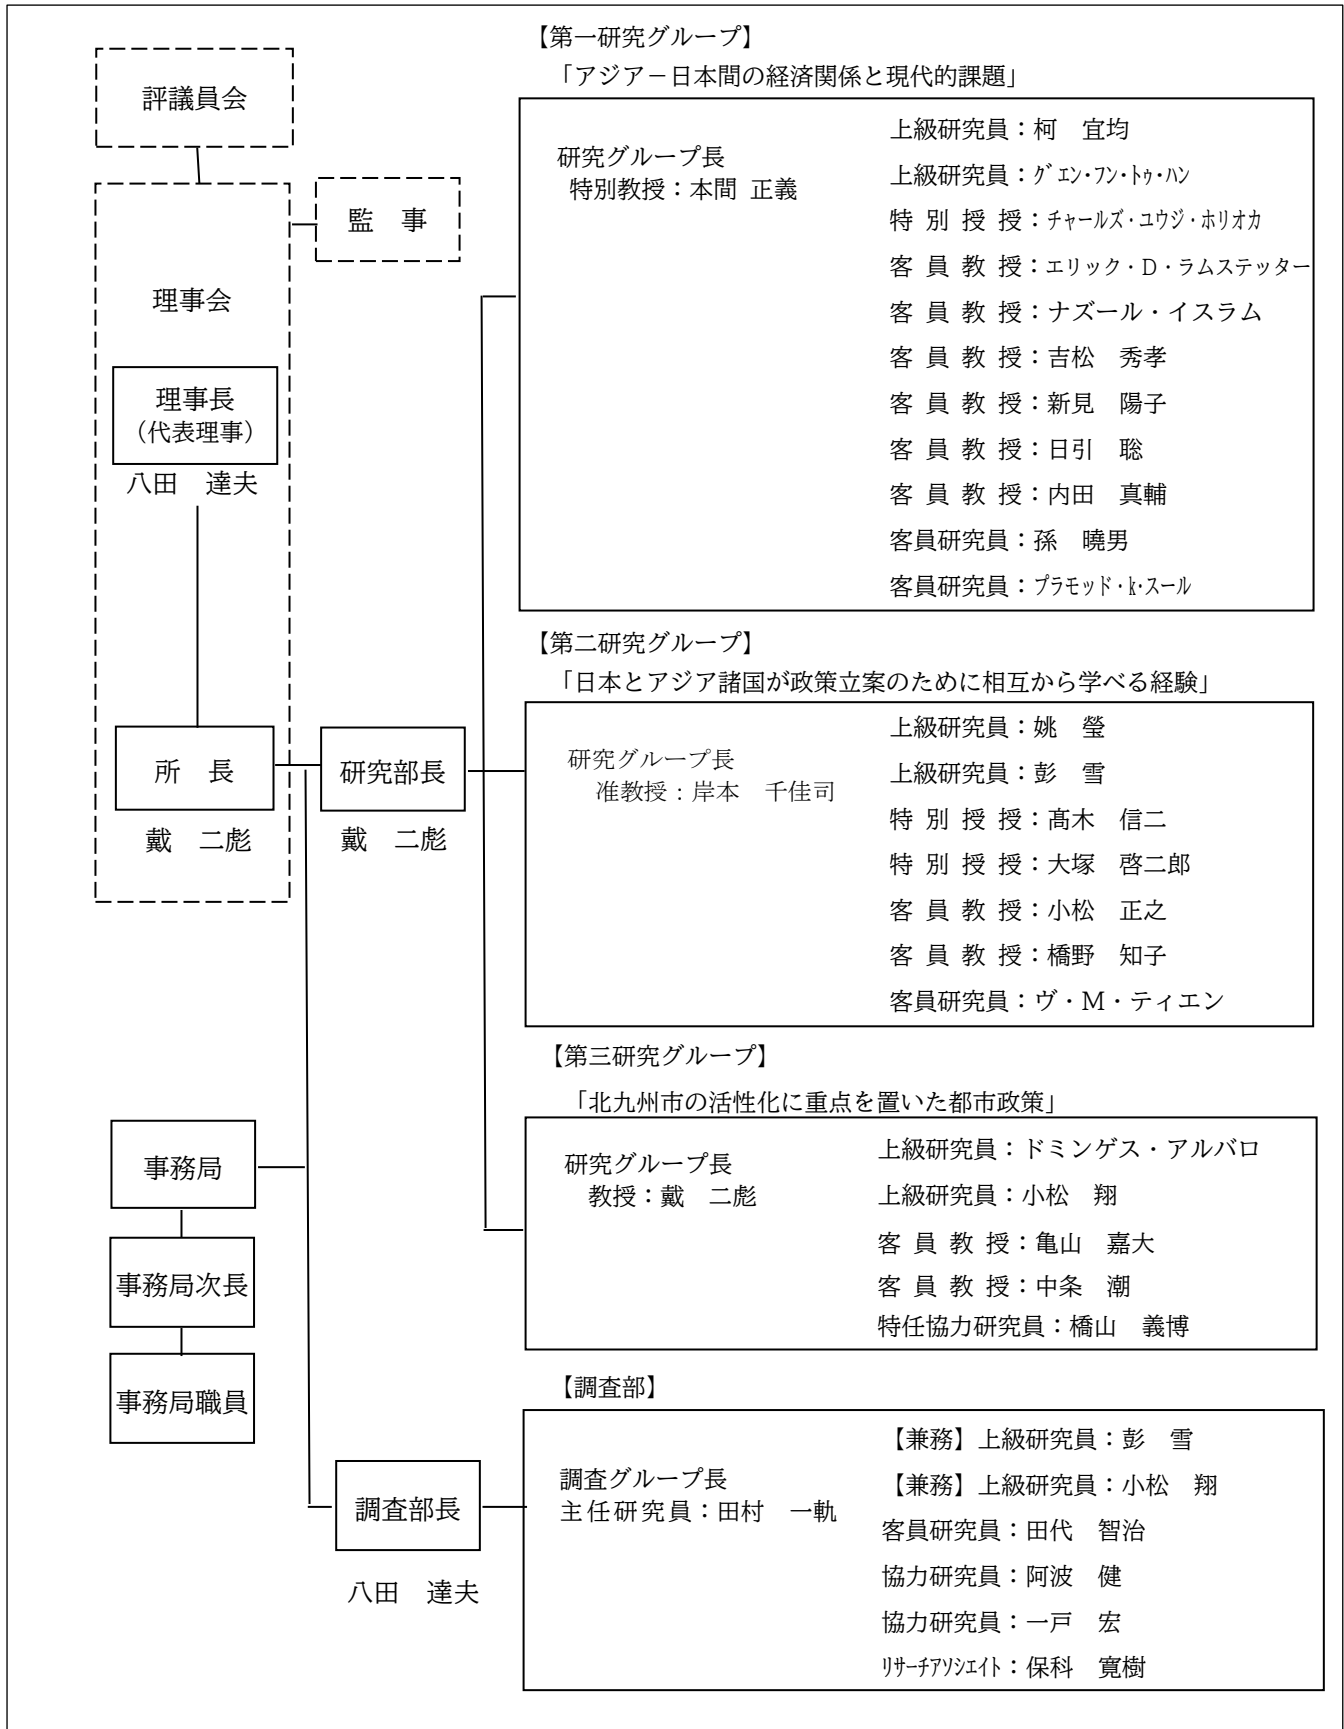 評議員会
監　事
理事会
理事長
（代表理事）
八田　達夫
所　長
戴　二彪
研究部長
戴　二彪
【第一研究グループ】
「アジア－日本間の経済関係と現代的課題」
研究グループ長
特別教授：本間 正義
上級研究員：柯　宜均
上級研究員：グエン・フン・トゥ・ハン
特 別 授 授：チャールズ・ユウジ・ホリオカ
客 員 教 授：エリック・Ｄ・ラムステッター
客 員 教 授：ナズール・イスラム
客 員 教 授：吉松　秀孝
客 員 教 授：新見　陽子
客 員 教 授：日引　聡
客 員 教 授：内田　真輔
客員研究員：孫　曉男
客員研究員：プラモッド・k・スール
【第二研究グループ】
「日本とアジア諸国が政策立案のために相互から学べる経験」
研究グループ長
准教授：岸本　千佳司
上級研究員：姚　瑩
上級研究員：彭　雪
特 別 授 授：髙木　信二
特 別 授 授：大塚　啓二郎
客 員 教 授：小松　正之
客 員 教 授：橋野　知子
客員研究員：ヴ・Ｍ・ティエン
【第三研究グループ】
「北九州市の活性化に重点を置いた都市政策」
研究グループ長
教授：戴　二彪
上級研究員：ドミンゲス・アルバロ
上級研究員：小松　翔
客 員 教 授：亀山　嘉大
客 員 教 授：中条　潮
特任協力研究員：橋山　義博
事務局
事務局次長
事務局職員
【調査部】
調査部長
八田　達夫
調査グループ長
主任研究員：田村　一軌
【兼務】上級研究員：彭　雪
【兼務】上級研究員：小松　翔
客員研究員：田代　智治
協力研究員：阿波　健
協力研究員：一戸　宏
ﾘｻｰﾁｱｿｼｴｲﾄ：保科　寛樹